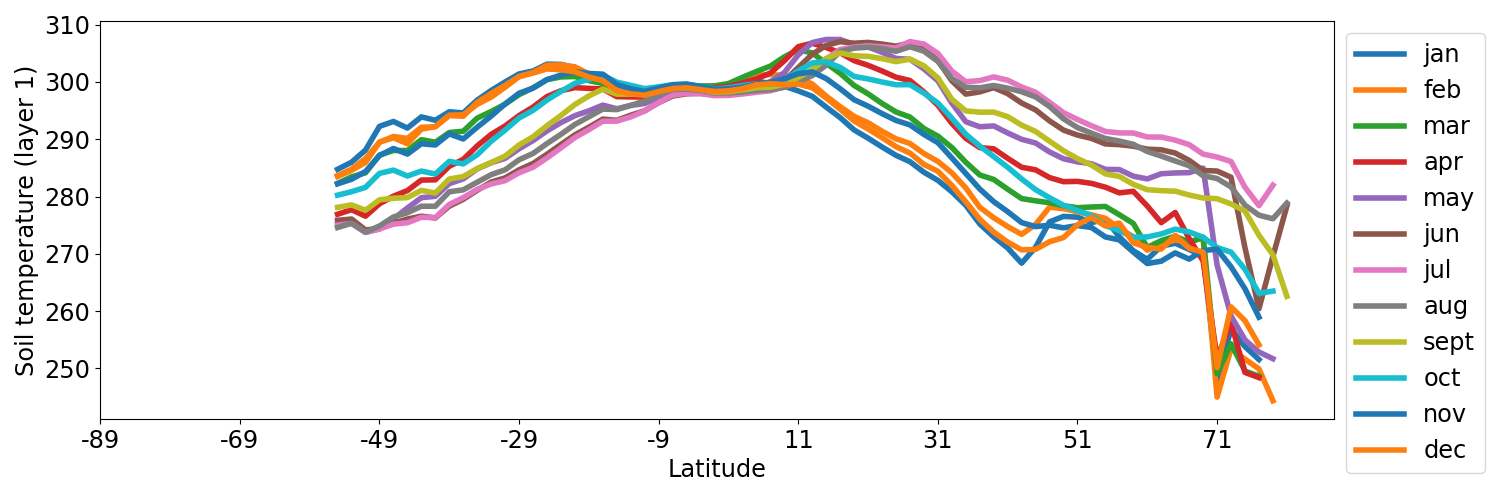 310
300
290
280
270
260
250
Soil temperature (layer 1)
-89 -69 -49 -29 -9 11 31 51 71
Latitude
jan
feb
mar
apr
may
jun
jul
aug
sept
oct
nov
dec